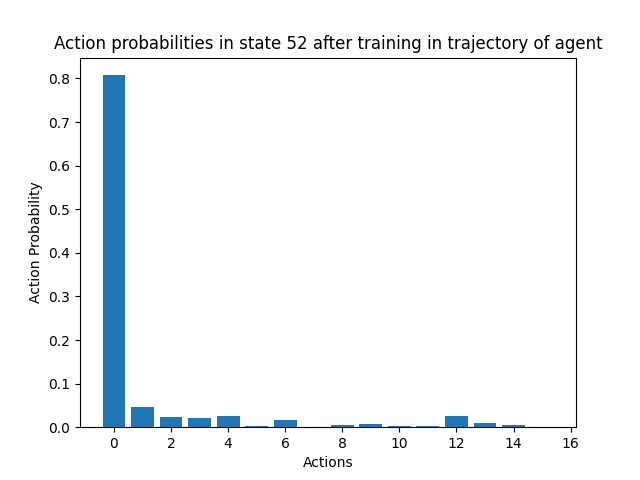 Action probabilities in state 52 after training in trajectory of agent
0.8
0.7
0.6
0.5
0.4
0.3
0.2
0.1
0.0
Action Probability
0 2 4 6 8 10 12 14 16
Actions